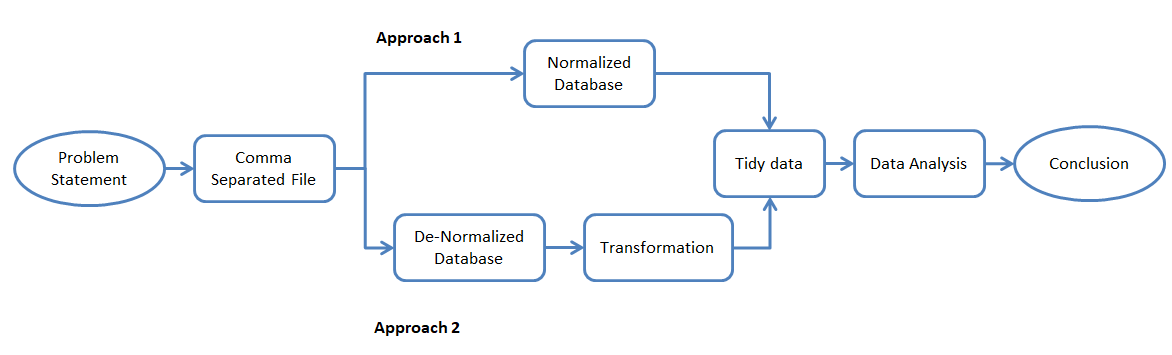 Approach 1
Normalized
Database
Problem
Statement
Comma
Separated File
Tidy data
Data Analysis
Conclusion
De-Normalized
Database
Transformation
Approach 2